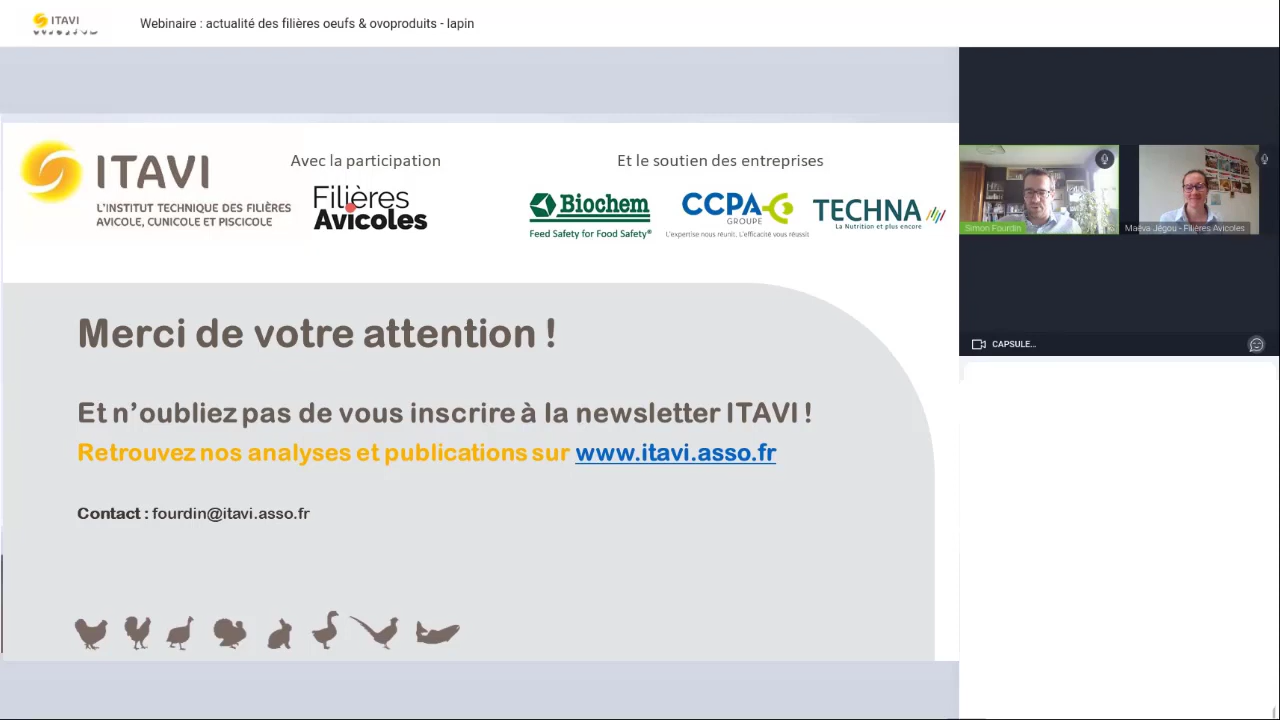 ITAVI
Webinaire : actualité des filières oeufs & ovoproduits - lapin
ITAVI
L'INSTITUT TECHNIQUE DES FILIÈRES
AVICOLE, CUNICOLE ET PISCICOLE
Avec la participation
Filières
Avicoles
Et le soutien des entreprises
Biochem
Feed Safety for Food Safety®
CCPA
GROUPE
L'expertise nous réunit, L'efficacité vous réussit
TECHNA
La Nutrition et plus encore
Merci de votre attention !
Et n'oubliez pas de vous inscrire à la newsletter ITAVI !
Retrouvez nos analyses et publications sur www.itavi.asso.fr
Contact : fourdin@itavi.asso.fr
Simon Fourdin
Maéva Jégou - Filières Avicoles
CAPSULE...